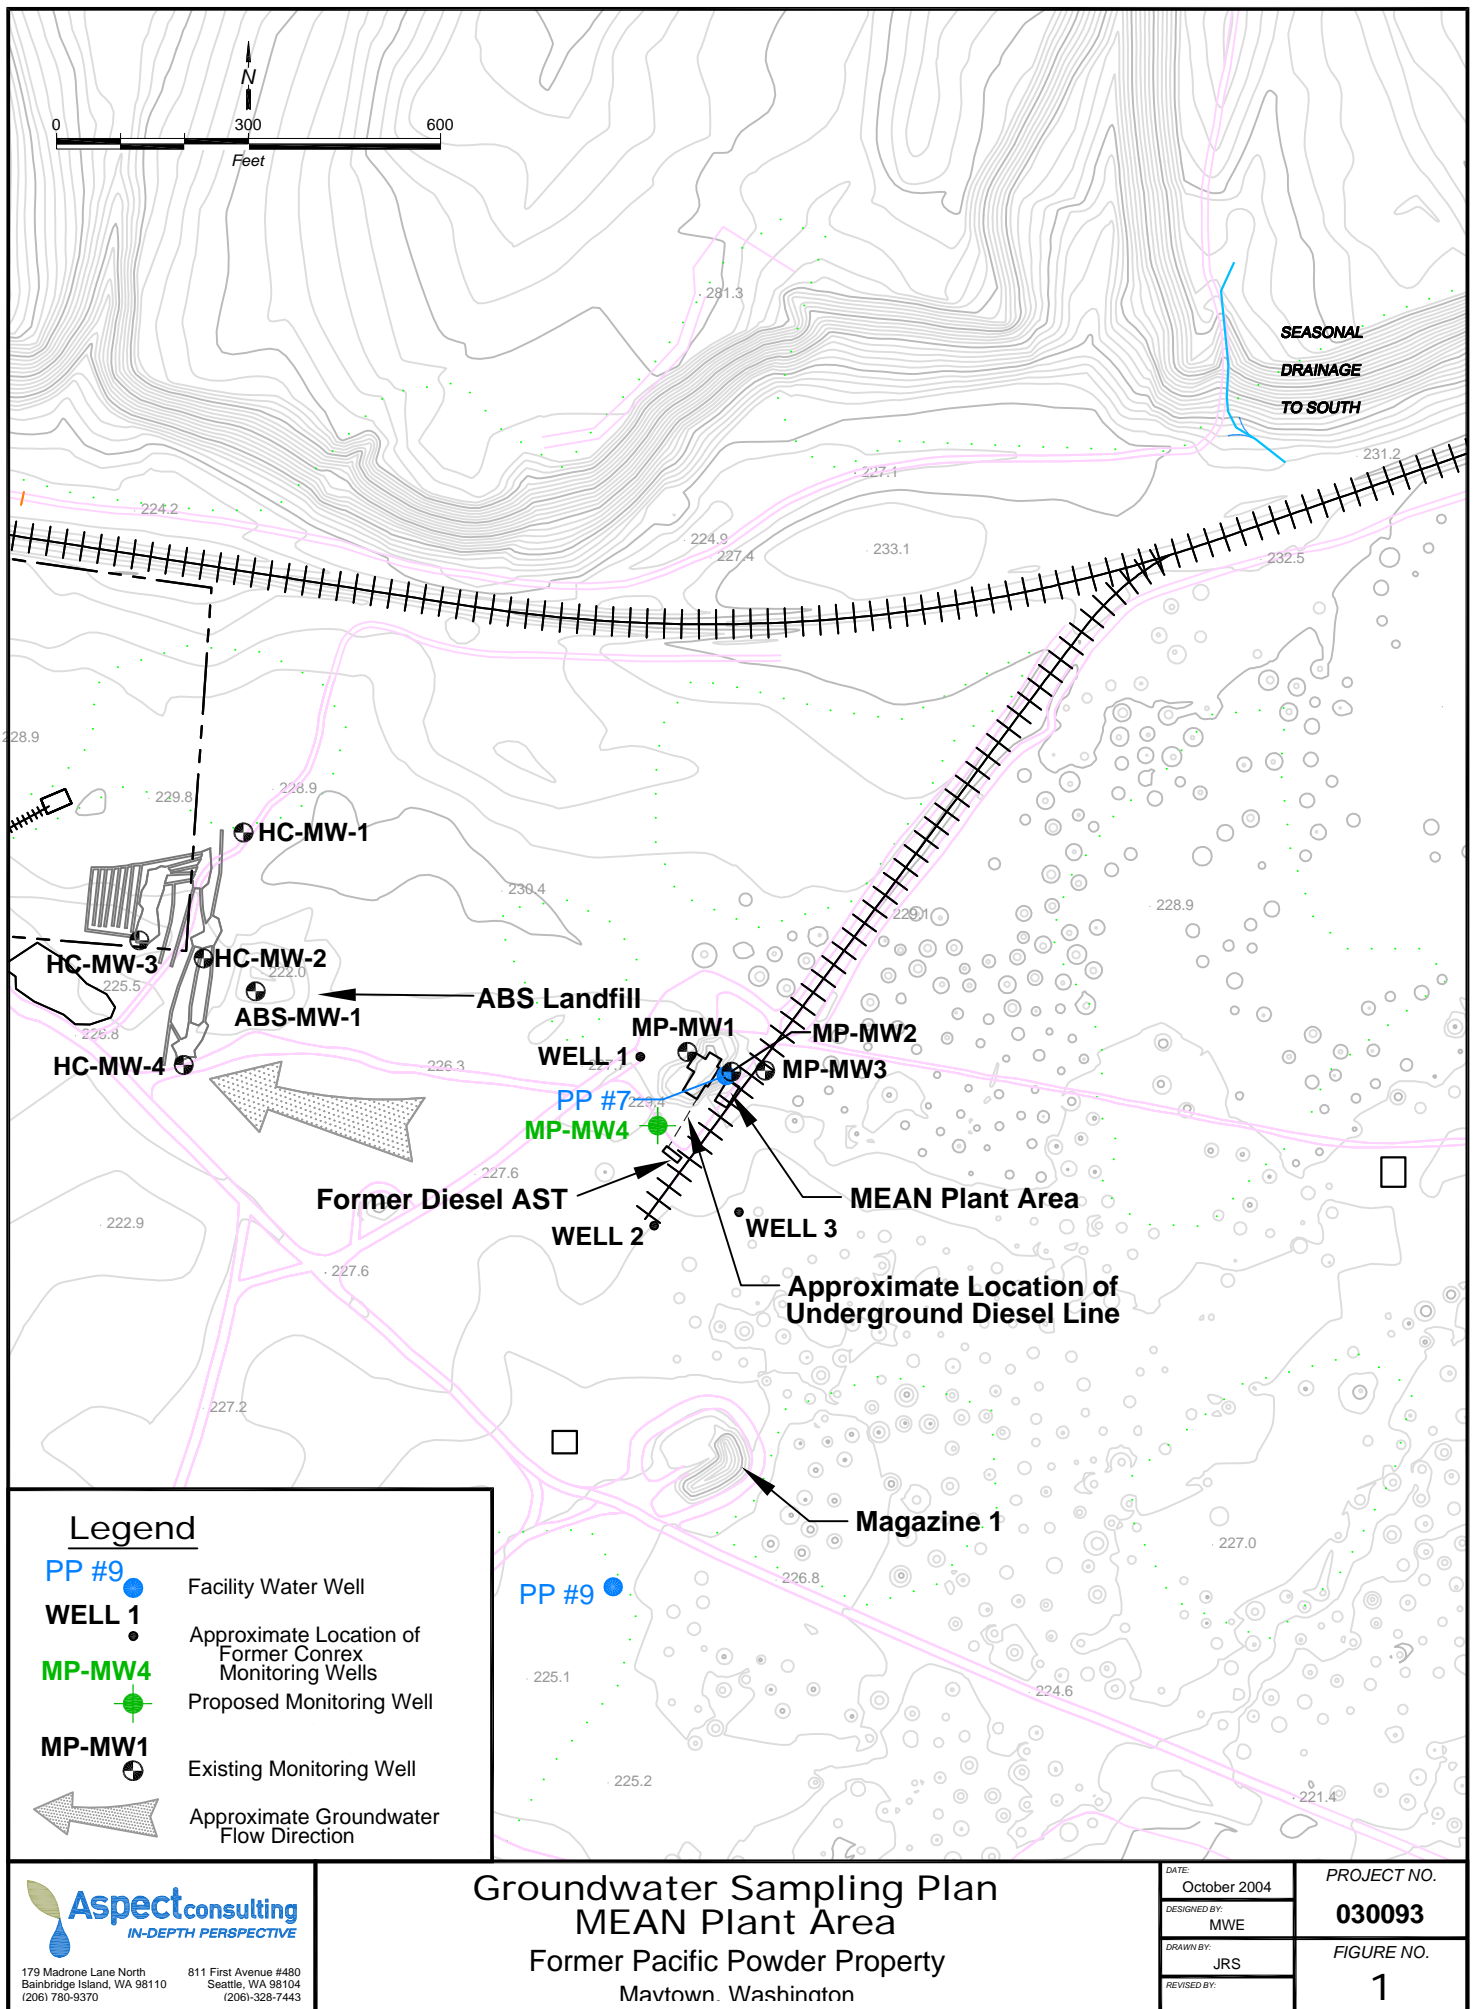 N
0 300 600
Feet
281.3
SEASONAL
DRAINAGE
TO SOUTH
231.2
227.1
224.2
224.9
227.4
233.1
232.5
228.9
229.8
228.9
HC-MW-1
230.4
229.1
228.9
HC-MW-3
HC-MW-2
222.0
225.5
ABS Landfill
ABS-MW-1
226.8
MP-MW1
MP-MW2
WELL 1
227.7
HC-MW-4
226.3
MP-MW3
PP #7
229.4
MP-MW4
227.6
Former Diesel AST
MEAN Plant Area
222.9
WELL 2
WELL 3
227.6
Approximate Location of
Underground Diesel Line
227.2
Magazine 1
227.0
226.8
PP #9
225.1
224.6
225.2
221.4
Legend
PP #9
Facility Water Well
WELL 1
Approximate Location of
Former Conrex
Monitoring Wells
MP-MW4
Proposed Monitoring Well
MP-MW1
Existing Monitoring Well
Approximate Groundwater
Flow Direction
Aspect consulting
IN-DEPTH PERSPECTIVE
179 Madrone Lane North
Bainbridge Island, WA 98110
(206) 780-9370
811 First Avenue #480
Seattle, WA 98104
(206)-328-7443
Groundwater Sampling Plan
MEAN Plant Area
Former Pacific Powder Property
Maytown, Washington
DATE:
October 2004
DESIGNED BY:
MWE
DRAWN BY:
JRS
REVISED BY:
PROJECT NO.
030093
FIGURE NO.
1